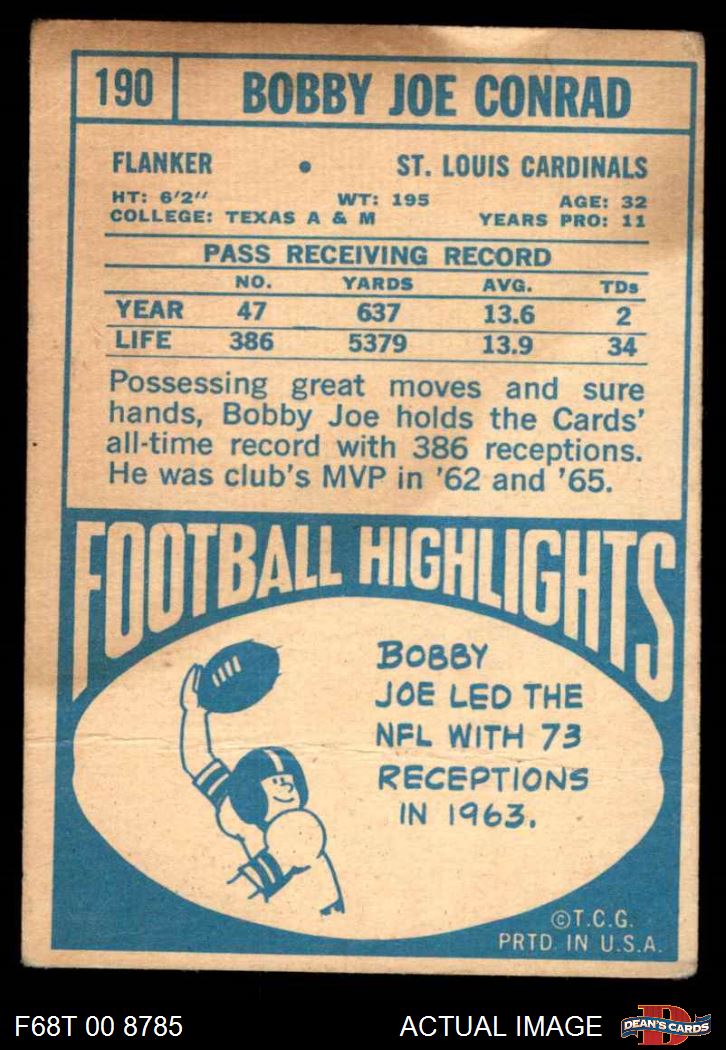 190 BOBBY JOE CONRAD
FLANKER • ST. LOUIS CARDINALS
HT: 6'2" WT: 195 AGE: 32
COLLEGE: TEXAS A & M YEARS PRO: 11
PASS RECEIVING RECORD
NO. YARDS AVG. TDs
YEAR 47 637 13.6 2
LIFE 386 5379 13.9 34
Possessing great moves and sure
hands, Bobby Joe holds the Cards'
all-time record with 386 receptions.
He was club's MVP in '62 and '65.
FOOTBALL HIGHLIGHTS
BOBBY
JOE LED THE
NFL WITH 73
RECEPTIONS
IN 1963.
©T.C.G.
PRTD. IN U.S.A.
F68T 00 8785 ACTUAL IMAGE
D
DEAN'S CARDS